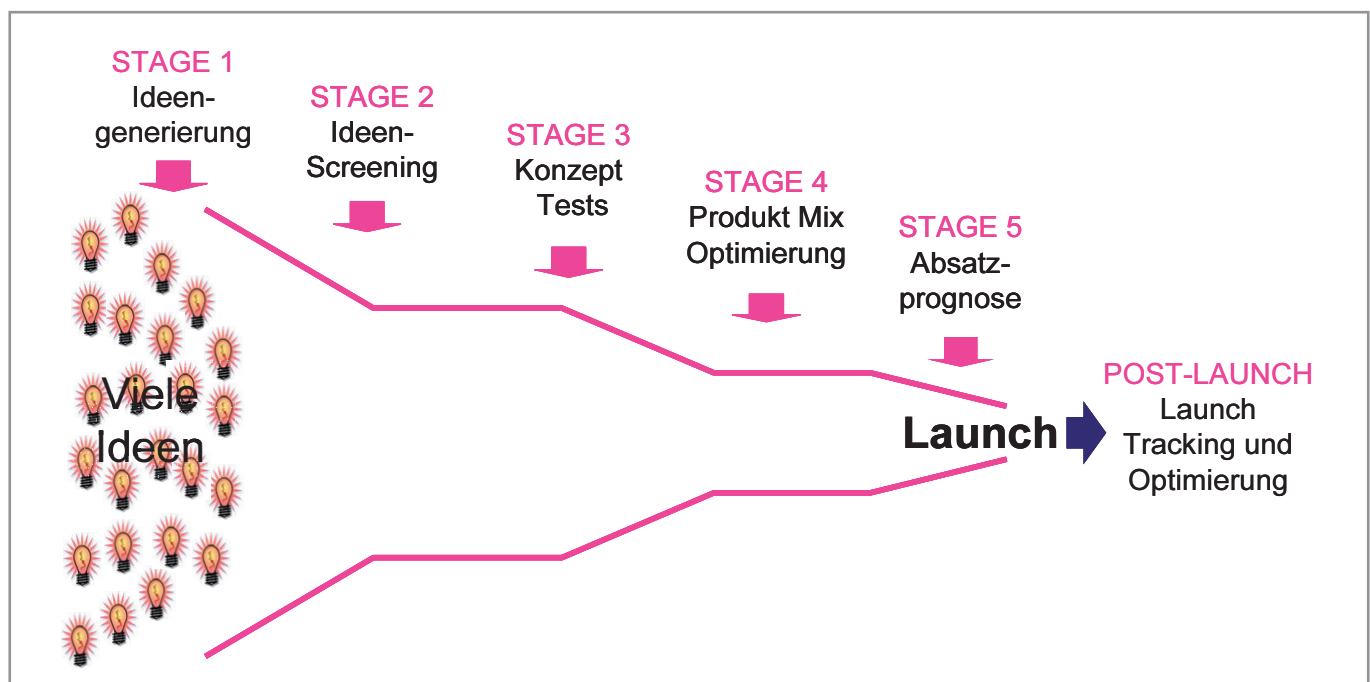 STAGE 1
Ideen-
generierung
STAGE 2
Ideen-
Screening
STAGE 3
Konzept
Tests
STAGE 4
Produkt Mix
Optimierung
STAGE 5
Absatz-
prognose
Viele
Ideen
Launch
POST-LAUNCH
Launch
Tracking und
Optimierung